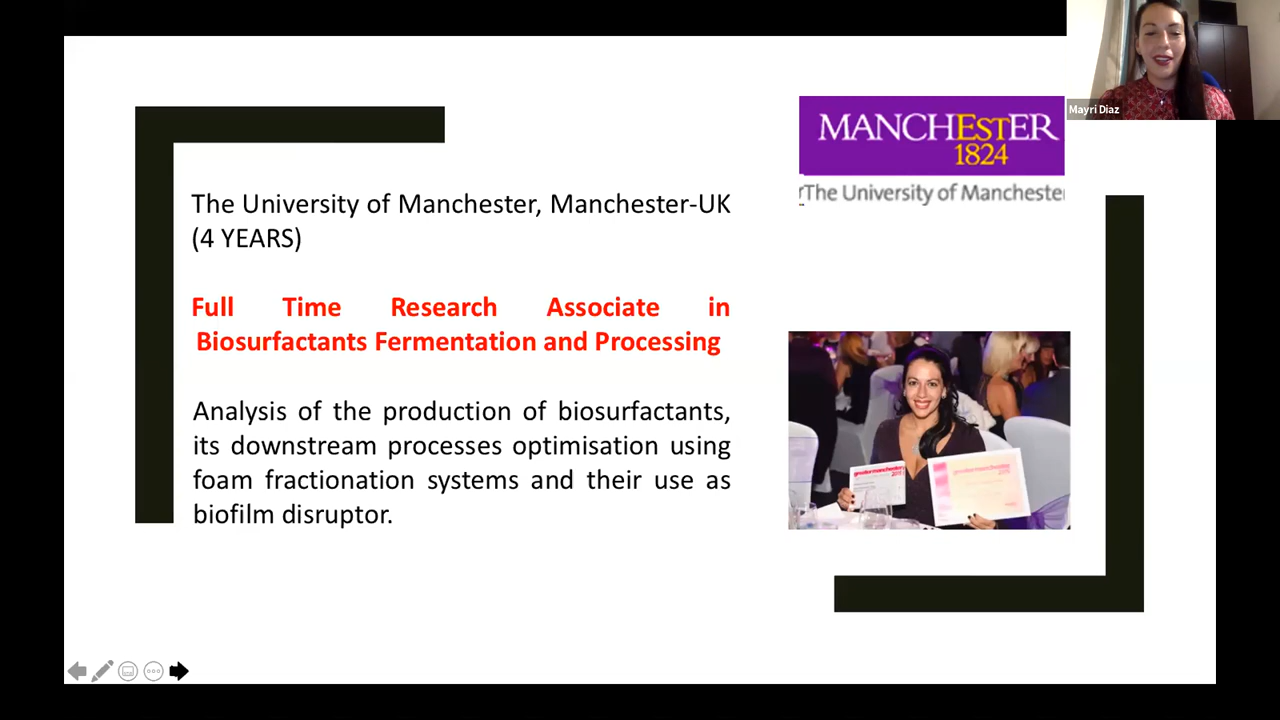 MANCHESTER
1824
The University of Manchester
Mayri Diaz
The University of Manchester, Manchester-UK
(4 YEARS)
Full Time Research Associate in
Biosurfactants Fermentation and Processing
Analysis of the production of biosurfactants,
its downstream processes optimisation using
foam fractionation systems and their use as
biofilm disruptor.